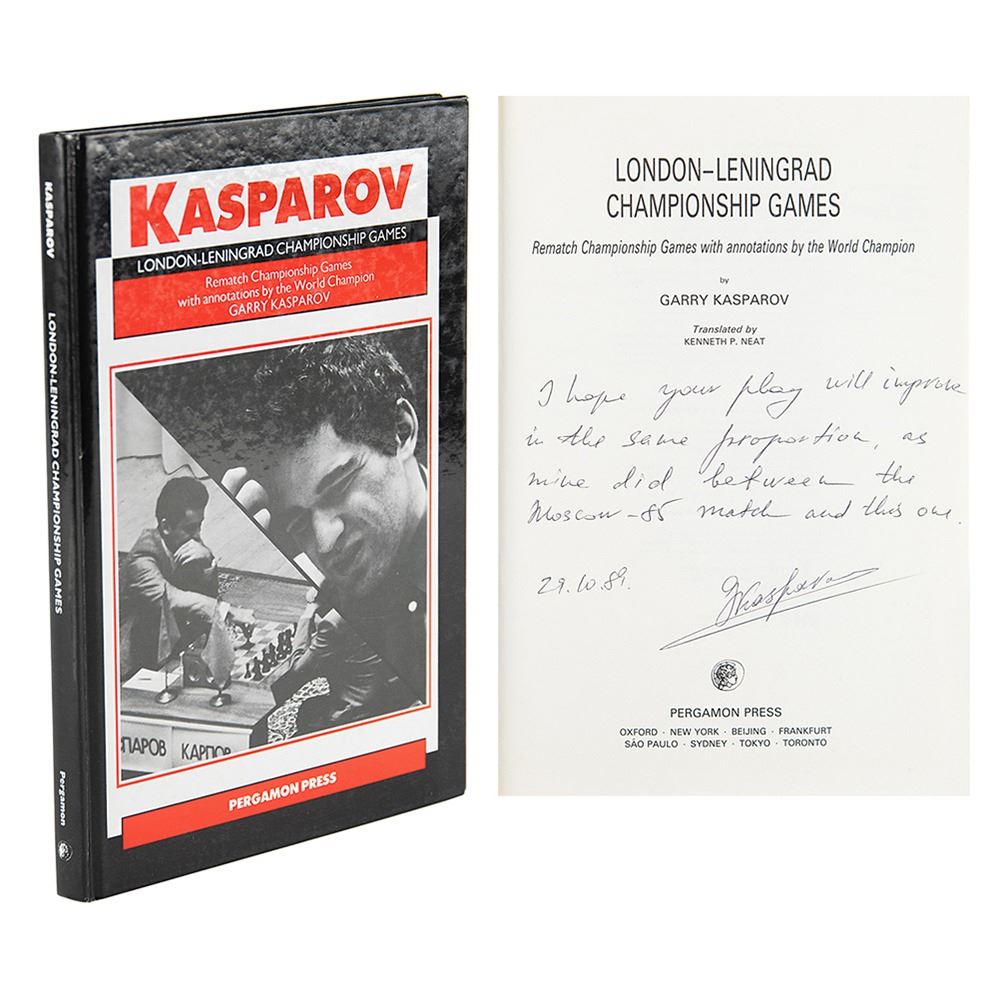 KASPAROV
LONDON-LENINGRAD CHAMPIONSHIP GAMES
Pergamon
KASPAROV
LONDON-LENINGRAD CHAMPIONSHIP GAMES
Rematch Championship Games
with annotations by the World Champion
GARRY KASPAROV
ПАРОВ
КАРПОВ
PERGAMON PRESS
LONDON–LENINGRAD
CHAMPIONSHIP GAMES
Rematch Championship Games with annotations by the World Champion
by
GARRY KASPAROV
Translated by
KENNETH P. NEAT
I hope your play will improve
in the same proportion, as
mine did between the
Moscow-85 match and this one.
29.10.89.
GKasparov
PERGAMON PRESS
OXFORD · NEW YORK · BEIJING · FRANKFURT
SÃO PAULO · SYDNEY · TOKYO · TORONTO